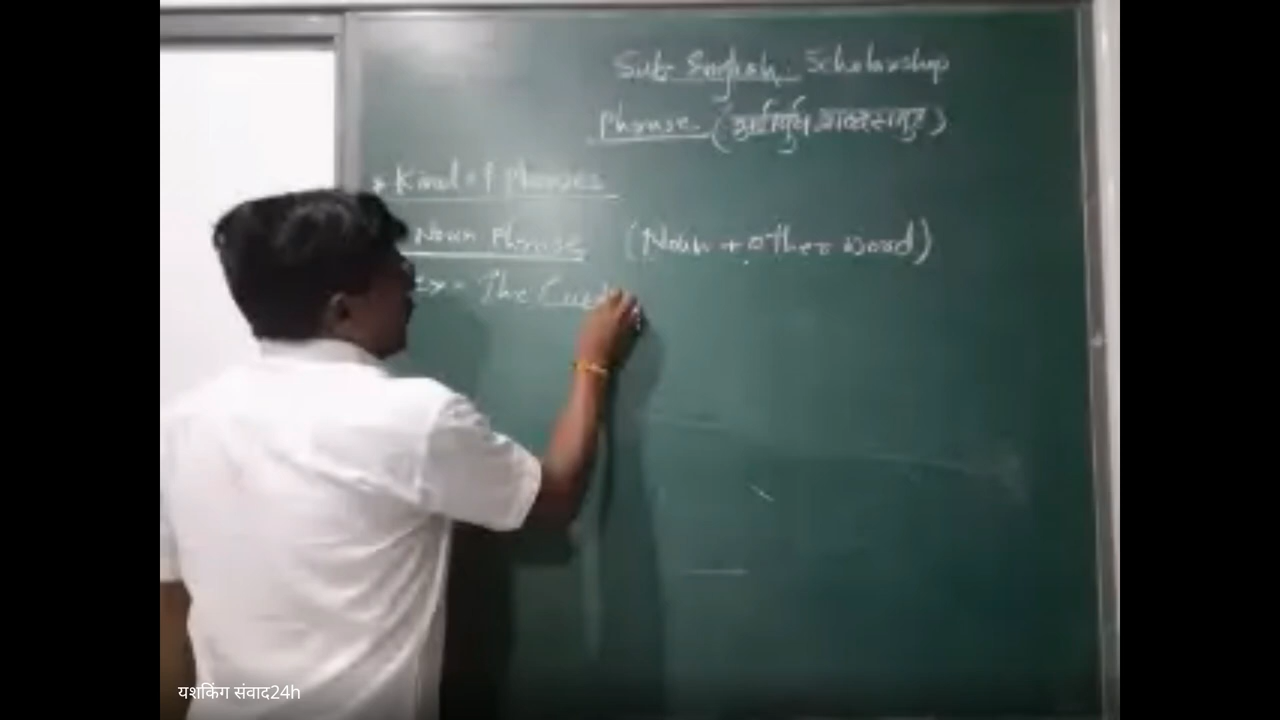 Sub- English. Scholarship
Phrase (अर्थपूर्ण शब्दसमूह)
* Kind of Phrases
Noun Phrase (Noun + other word)
Ex- The
यशकिंग संवाद24h